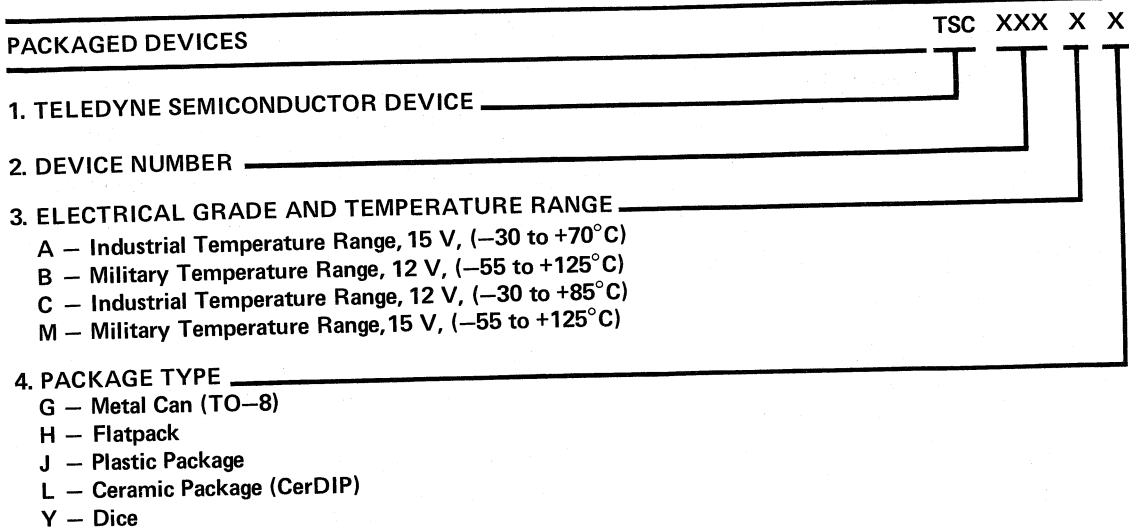 PACKAGED DEVICES TSC XXX X X
1. TELEDYNE SEMICONDUCTOR DEVICE
2. DEVICE NUMBER
3. ELECTRICAL GRADE AND TEMPERATURE RANGE
A — Industrial Temperature Range, 15 V, (—30 to +70°C)
B — Military Temperature Range, 12 V, (—55 to +125°C)
C — Industrial Temperature Range, 12 V, (—30 to +85°C)
M — Military Temperature Range, 15 V, (—55 to +125°C)
4. PACKAGE TYPE
G — Metal Can (TO—8)
H — Flatpack
J — Plastic Package
L — Ceramic Package (CerDIP)
Y — Dice